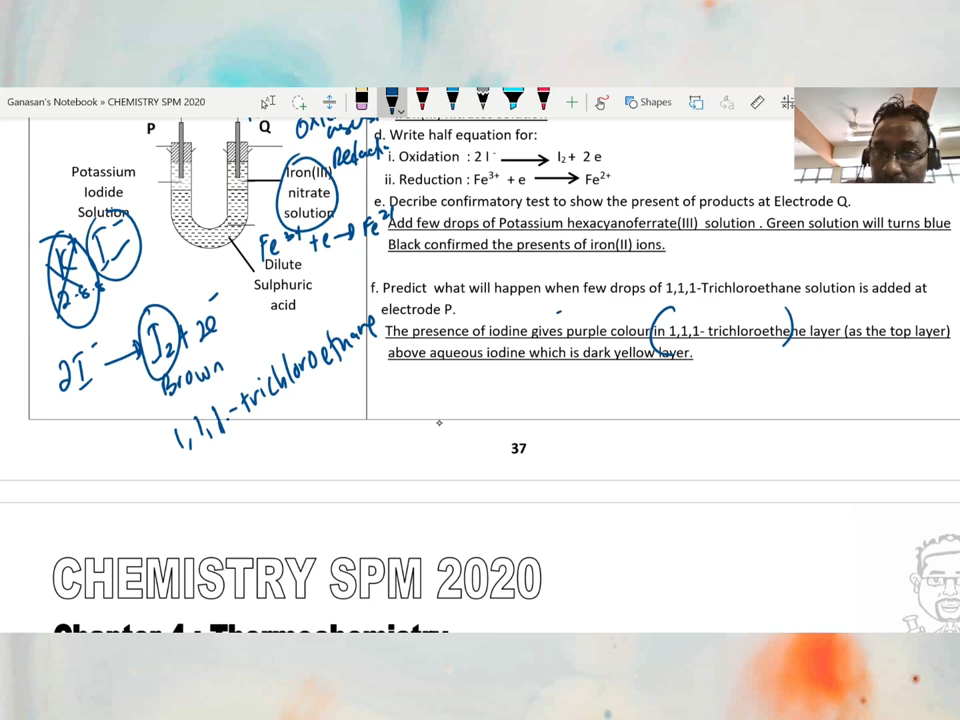 Ganasan's Notebook » CHEMISTRY SPM 2020
Shapes
P
Q
Potassium
Iodide
Solution
Iron(III)
nitrate
solution
Dilute
Sulphuric
acid
Fe³⁺ + e → Fe²⁺
K⁺ I⁻
2.8.8
2I⁻ → I₂ + 2e⁻
Brown
1,1,1-trichloroethane
d. Write half equation for:
i. Oxidation : 2 I⁻ → I₂ + 2 e
ii. Reduction : Fe³⁺ + e → Fe²⁺
e. Decribe confirmatory test to show the present of products at Electrode Q.
Add few drops of Potassium hexacyanoferrate(III) solution . Green solution will turns blue
Black confirmed the presents of iron(II) ions.
f. Predict what will happen when few drops of 1,1,1-Trichloroethane solution is added at
electrode P.
The presence of iodine gives purple colour in 1,1,1- trichloroethene layer (as the top layer)
above aqueous iodine which is dark yellow layer.
37
CHEMISTRY SPM 2020
Chapter 4 : Thermochemistry